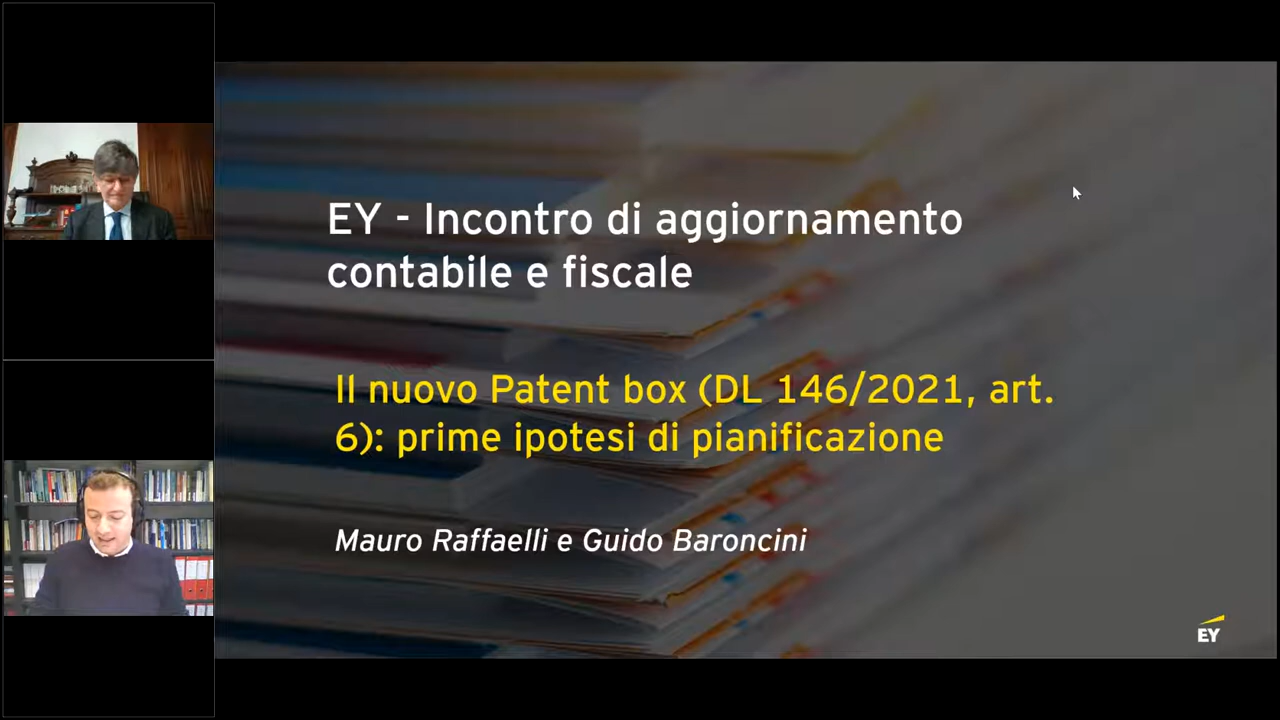 EY - Incontro di aggiornamento
contabile e fiscale
Il nuovo Patent box (DL 146/2021, art.
6): prime ipotesi di pianificazione
Mauro Raffaelli e Guido Baroncini
EY